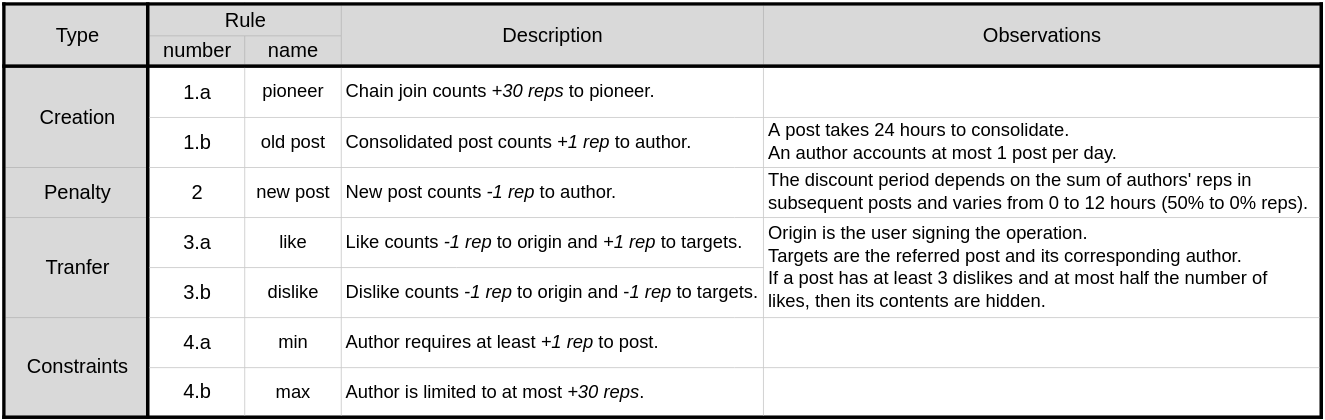 Type
Rule
number
name
Description
Observations
Creation
1.a
pioneer
Chain join counts +30 reps to pioneer.
1.b
old post
Consolidated post counts +1 rep to author.
A post takes 24 hours to consolidate.
An author accounts at most 1 post per day.
Penalty
2
new post
New post counts -1 rep to author.
The discount period depends on the sum of authors' reps in
subsequent posts and varies from 0 to 12 hours (50% to 0% reps).
Tranfer
3.a
like
Like counts -1 rep to origin and +1 rep to targets.
3.b
dislike
Dislike counts -1 rep to origin and -1 rep to targets.
Origin is the user signing the operation.
Targets are the referred post and its corresponding author.
If a post has at least 3 dislikes and at most half the number of
likes, then its contents are hidden.
Constraints
4.a
min
Author requires at least +1 rep to post.
4.b
max
Author is limited to at most +30 reps.